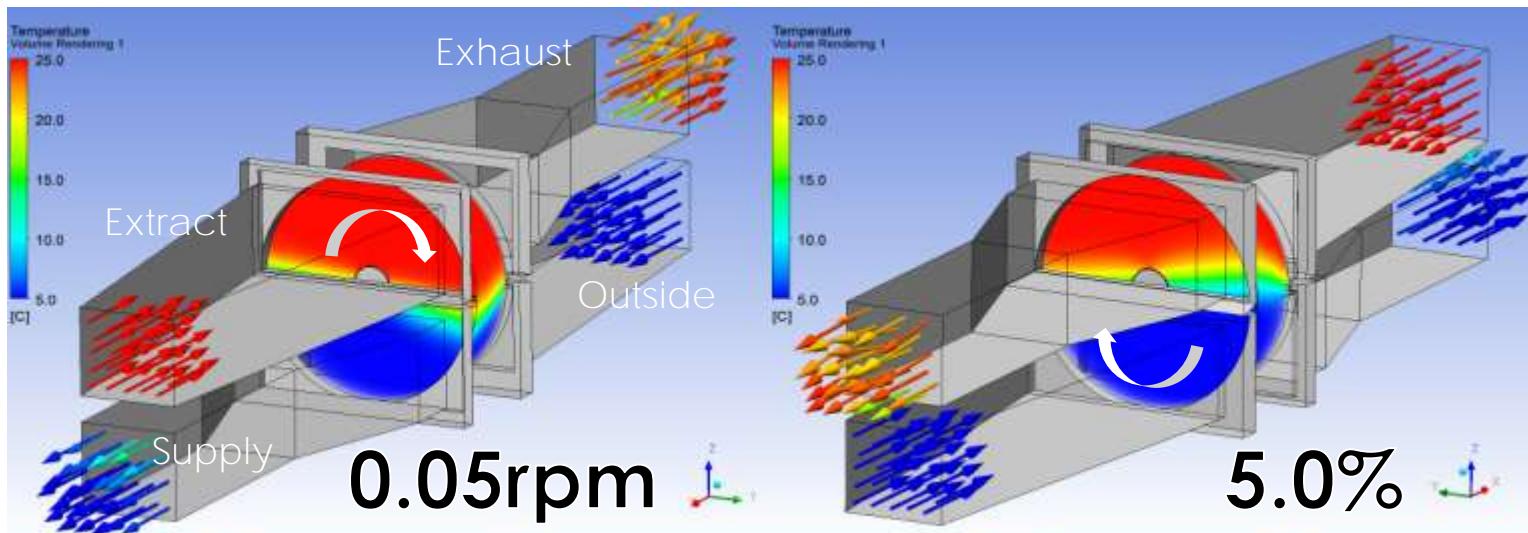 Temperature
Volume Rendering 1
25.0
20.0
15.0
10.0
5.0
[C]
Exhaust
Extract
Outside
Supply
0.05rpm
Z
Y
Temperature
Volume Rendering 1
25.0
20.0
15.0
10.0
5.0
[C]
5.0%
Z
Y
X